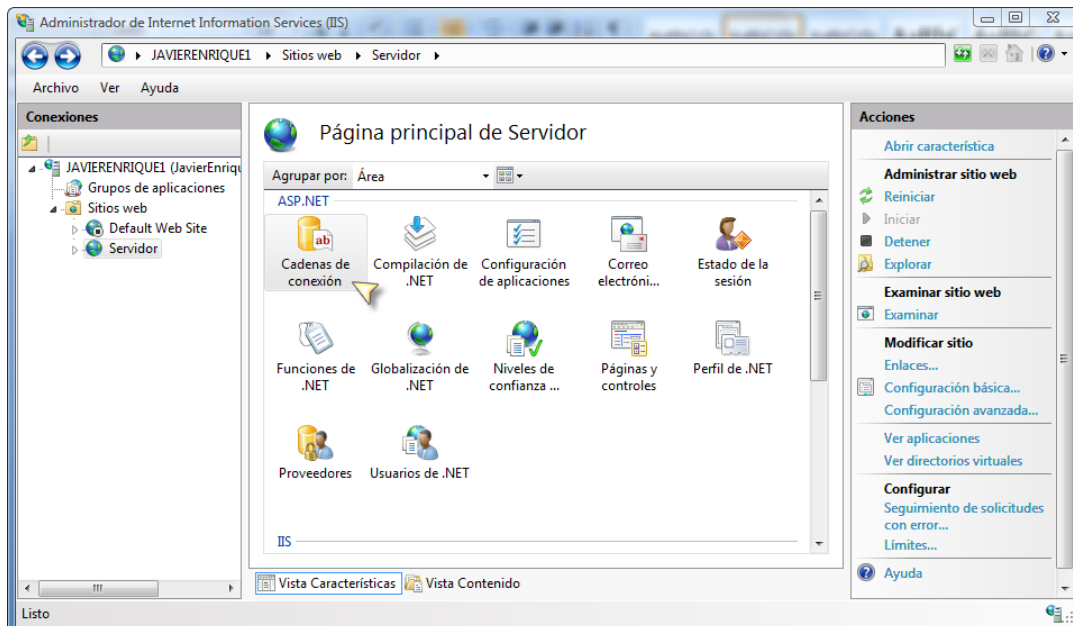 Administrador de Internet Information Services (IIS)
JAVIERENRIQUE1 Sitios web Servidor
Archivo Ver Ayuda
Conexiones
JAVIERENRIQUE1 (JavierEnriqu
Grupos de aplicaciones
Sitios web
Default Web Site
Servidor
Página principal de Servidor
Agrupar por: Área
ASP.NET
Cadenas de
conexión
Compilación de
.NET
Configuración
de aplicaciones
Correo
electróni...
Estado de la
sesión
Funciones de
.NET
Globalización de
.NET
Niveles de
confianza ...
Páginas y
controles
Perfil de .NET
Proveedores
Usuarios de .NET
IIS
Vista Características Vista Contenido
Acciones
Abrir característica
Administrar sitio web
Reiniciar
Iniciar
Detener
Explorar
Examinar sitio web
Examinar
Modificar sitio
Enlaces...
Configuración básica...
Configuración avanzada...
Ver aplicaciones
Ver directorios virtuales
Configurar
Seguimiento de solicitudes
con error...
Límites...
Ayuda
Listo